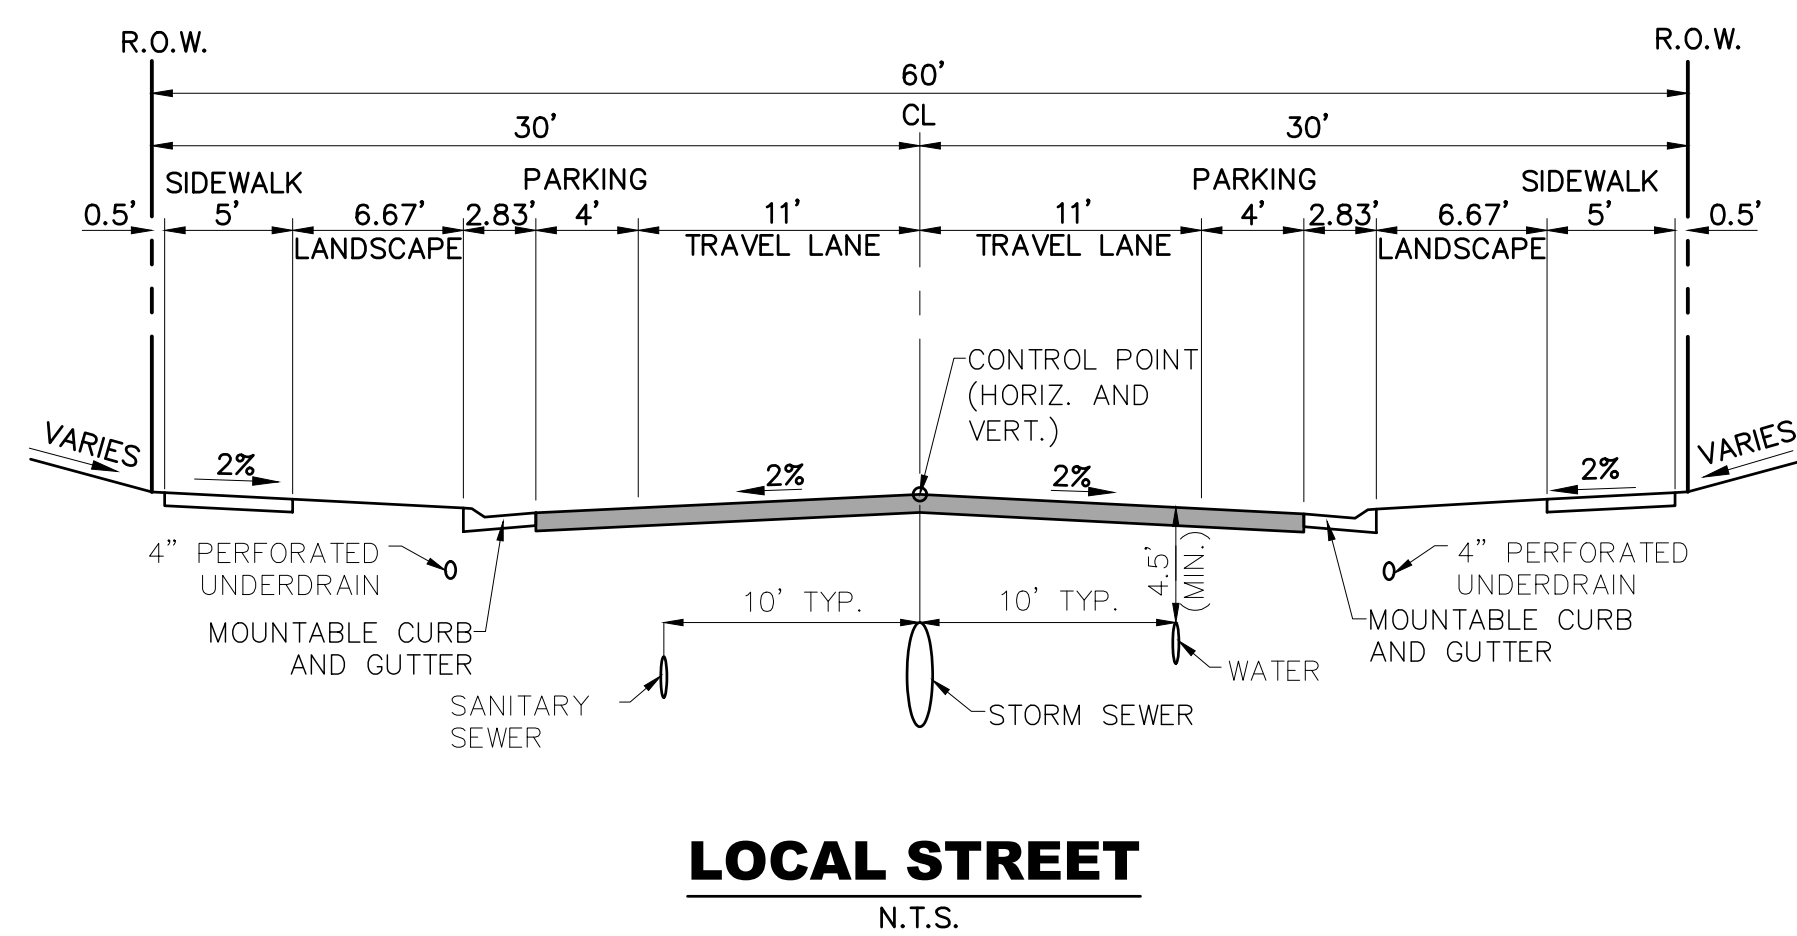 R.O.W.
R.O.W.
60'
CL
30'
30'
SIDEWALK
PARKING
PARKING
SIDEWALK
0.5'
5'
6.67'
2.83'
4'
11'
11'
4'
2.83'
6.67'
5'
0.5'
LANDSCAPE
TRAVEL LANE
TRAVEL LANE
LANDSCAPE
CONTROL POINT
(HORIZ. AND
VERT.)
VARIES
2%
2%
2%
2%
VARIES
4" PERFORATED
UNDERDRAIN
4.5'
(MIN.)
4" PERFORATED
UNDERDRAIN
10' TYP.
10' TYP.
MOUNTABLE CURB
AND GUTTER
MOUNTABLE CURB
AND GUTTER
WATER
SANITARY
SEWER
STORM SEWER
LOCAL STREET
N.T.S.